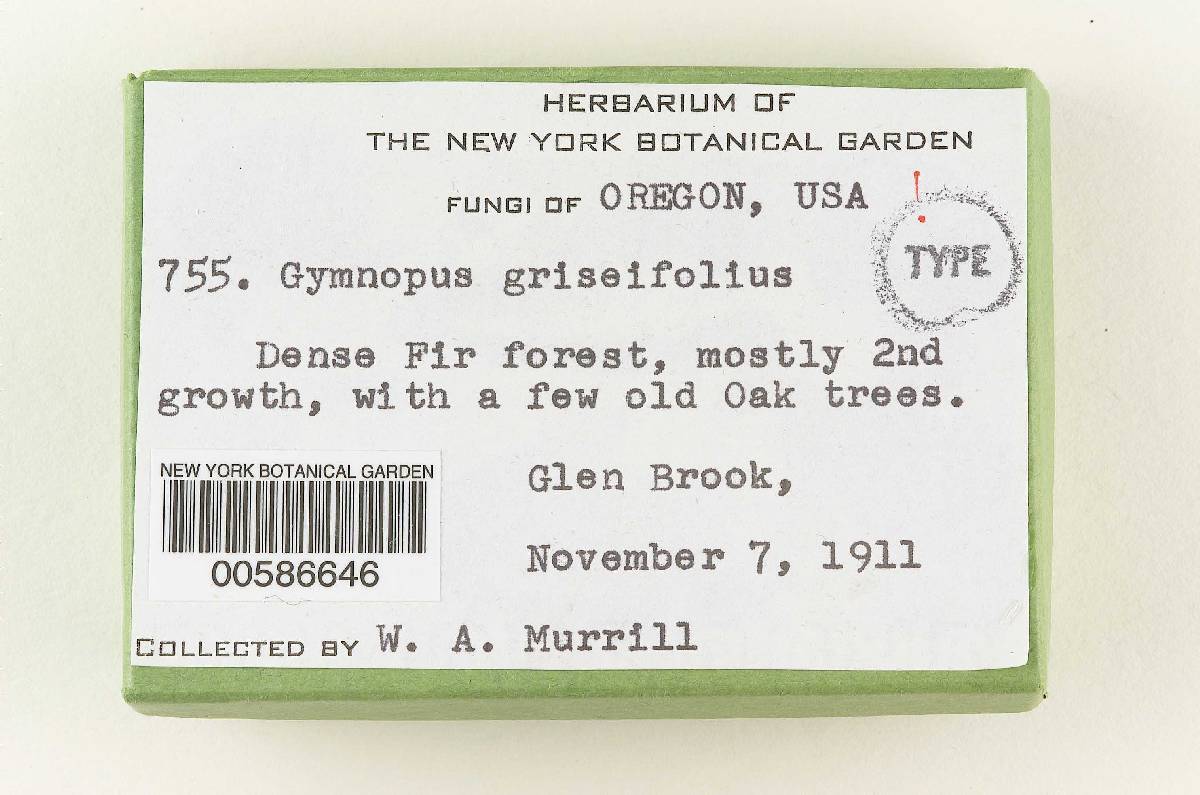 HERBARIUM OF
THE NEW YORK BOTANICAL GARDEN
FUNGI OF OREGON, USA
!
TYPE
755. Gymnopus griseifolius
Dense Fir forest, mostly 2nd
growth, with a few old Oak trees.
NEW YORK BOTANICAL GARDEN
00586646
Glen Brook,
November 7, 1911
COLLECTED BY W. A. Murrill